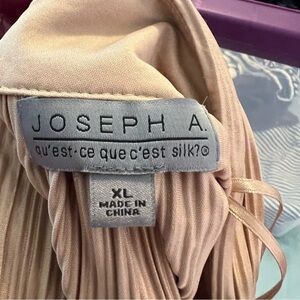 JOSEPH A.
qu'est-ce que c'est silk?®
XL
MADE IN
CHINA